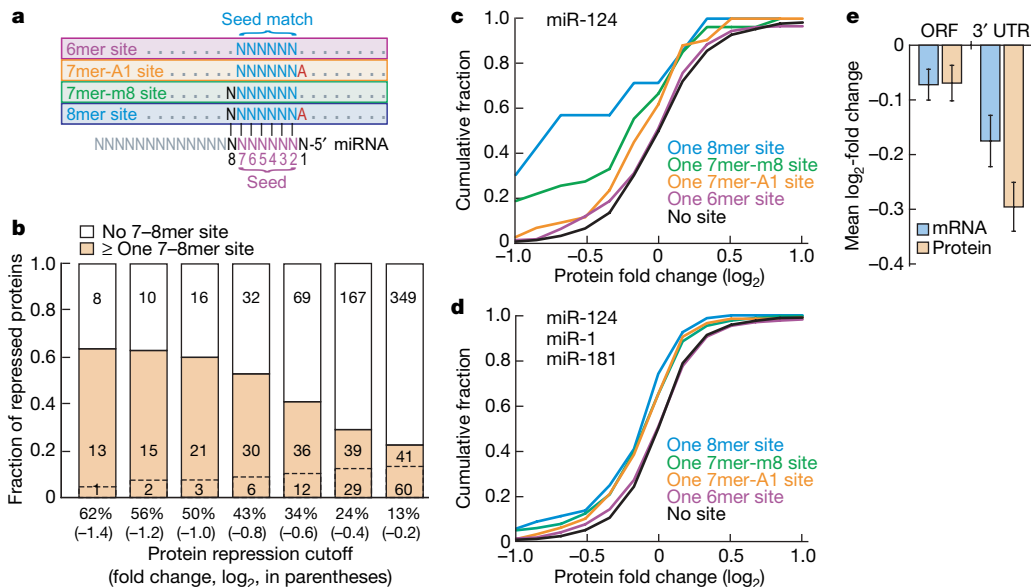 a
Seed match
6mer site . . . . . . . NNNNNN . . . . . . . .
7mer-A1 site . . . . . . NNNNNNA . . . . . . .
7mer-m8 site . . . . . NNNNNNN . . . . . . . .
8mer site . . . . . . NNNNNNNA . . . . . . .
NNNNNNNNNNNNNNNNNNNNN-5′ miRNA
8 7 6 5 4 3 2 1
Seed
b
No 7–8mer site
≥ One 7–8mer site
Fraction of repressed proteins
1.0
0.8
0.6
0.4
0.2
0
8 10 16 32 69 167 349
13 15 21 30 36 39 41
1 2 3 6 12 29 60
62% 56% 50% 43% 34% 24% 13%
(–1.4) (–1.2) (–1.0) (–0.8) (–0.6) (–0.4) (–0.2)
Protein repression cutoff
(fold change, log2, in parentheses)
c
miR-124
Cumulative fraction
1.0
0.8
0.6
0.4
0.2
0
One 8mer site
One 7mer-m8 site
One 7mer-A1 site
One 6mer site
No site
–1.0 –0.5 0 0.5 1.0
Protein fold change (log2)
d
miR-124
miR-1
miR-181
Cumulative fraction
1.0
0.8
0.6
0.4
0.2
0
One 8mer site
One 7mer-m8 site
One 7mer-A1 site
One 6mer site
No site
–1.0 –0.5 0 0.5 1.0
Protein fold change (log2)
e
ORF 3′ UTR
Mean log2-fold change
0
–0.1
–0.2
–0.3
–0.4
mRNA
Protein